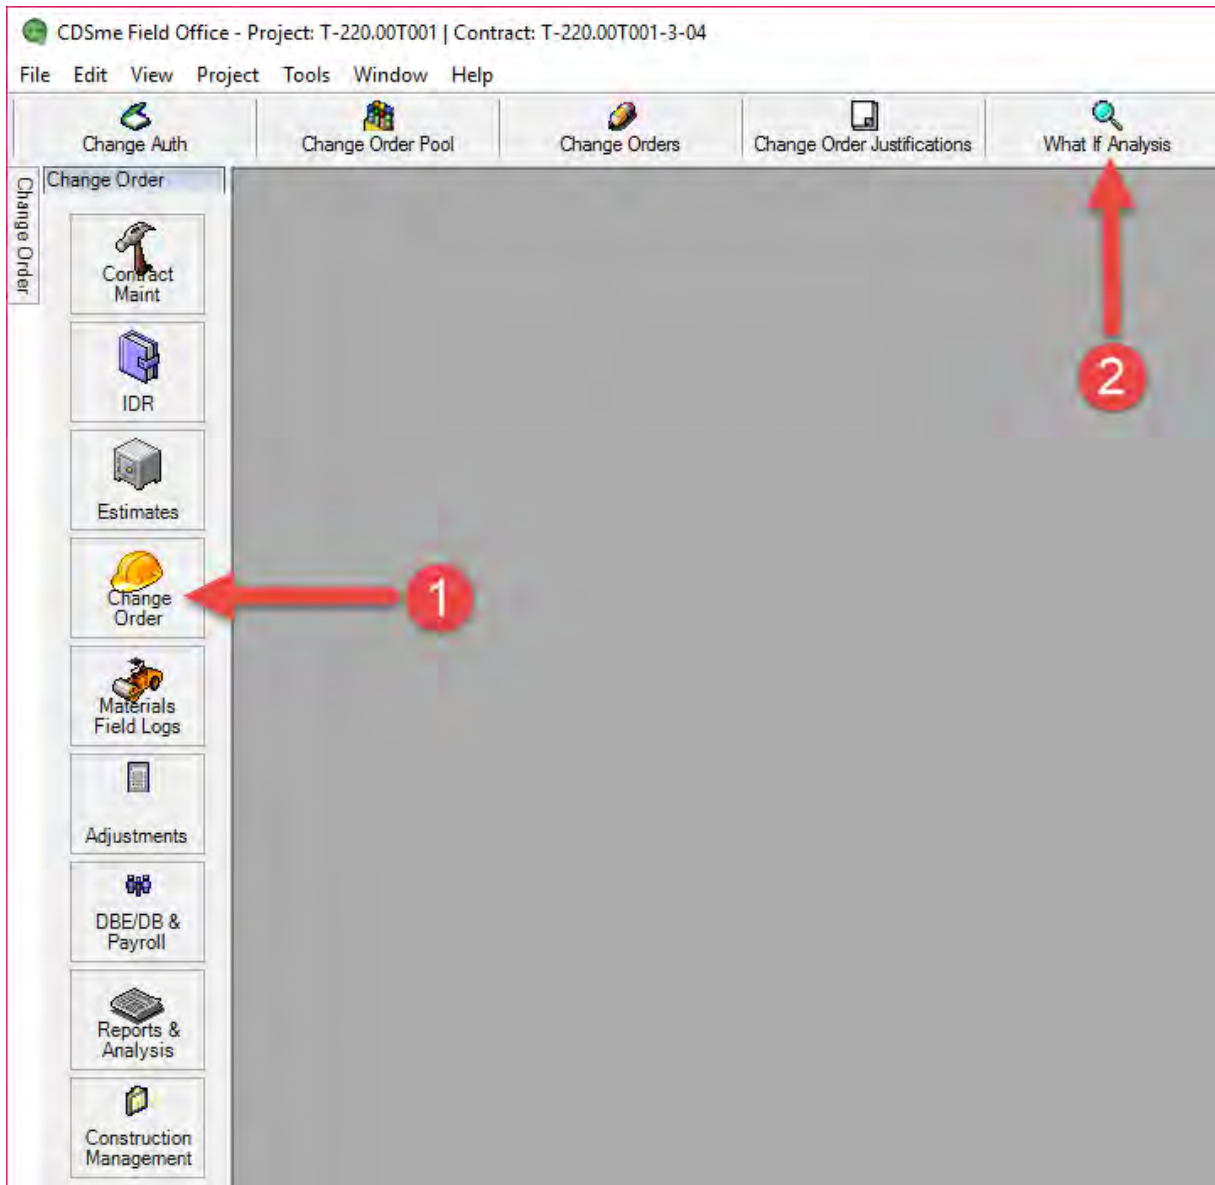 CDSme Field Office - Project: T-220.00T001 | Contract: T-220.00T001-3-04
File Edit View Project Tools Window Help
Change Auth
Change Order Pool
Change Orders
Change Order Justifications
What If Analysis
Change Order
Change Order
Contract
Maint
IDR
Estimates
Change
Order
1
2
Materials
Field Logs
Adjustments
DBE/DB &
Payroll
Reports &
Analysis
Construction
Management